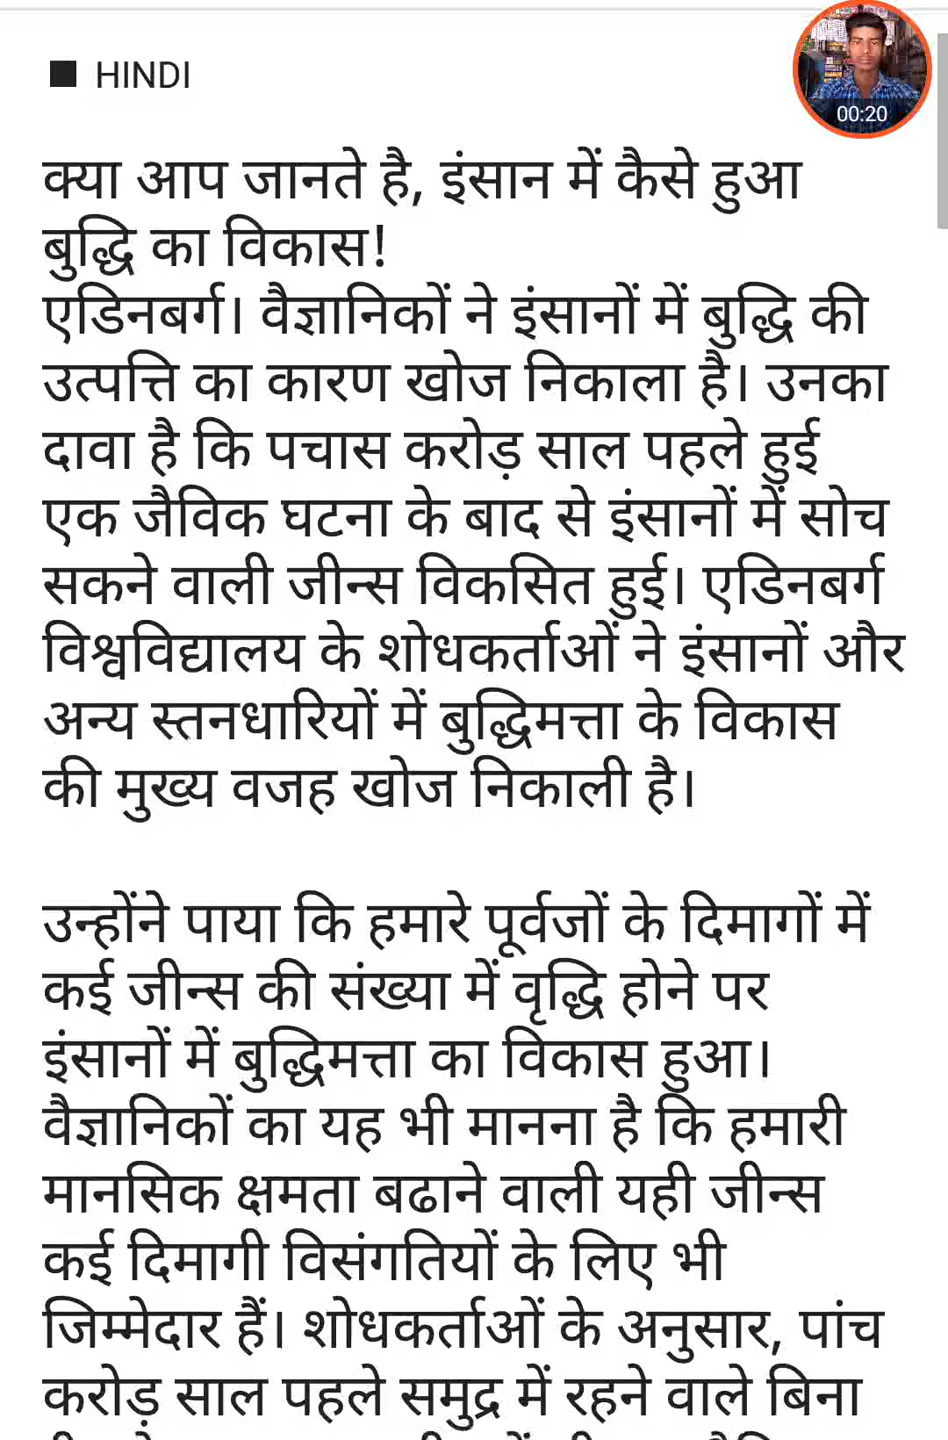 ■ HINDI
00:20
क्या आप जानते है, इंसान में कैसे हुआ
बुद्धि का विकास!
एडिनबर्ग। वैज्ञानिकों ने इंसानों में बुद्धि की
उत्पत्ति का कारण खोज निकाला है। उनका
दावा है कि पचास करोड़ साल पहले हुई
एक जैविक घटना के बाद से इंसानों में सोच
सकने वाली जीन्स विकसित हुई। एडिनबर्ग
विश्वविद्यालय के शोधकर्ताओं ने इंसानों और
अन्य स्तनधारियों में बुद्धिमत्ता के विकास
की मुख्य वजह खोज निकाली है।
उन्होंने पाया कि हमारे पूर्वजों के दिमागों में
कई जीन्स की संख्या में वृद्धि होने पर
इंसानों में बुद्धिमत्ता का विकास हुआ।
वैज्ञानिकों का यह भी मानना है कि हमारी
मानसिक क्षमता बढाने वाली यही जीन्स
कई दिमागी विसंगतियों के लिए भी
जिम्मेदार हैं। शोधकर्ताओं के अनुसार, पांच
करोड़ साल पहले समुद्र में रहने वाले बिना